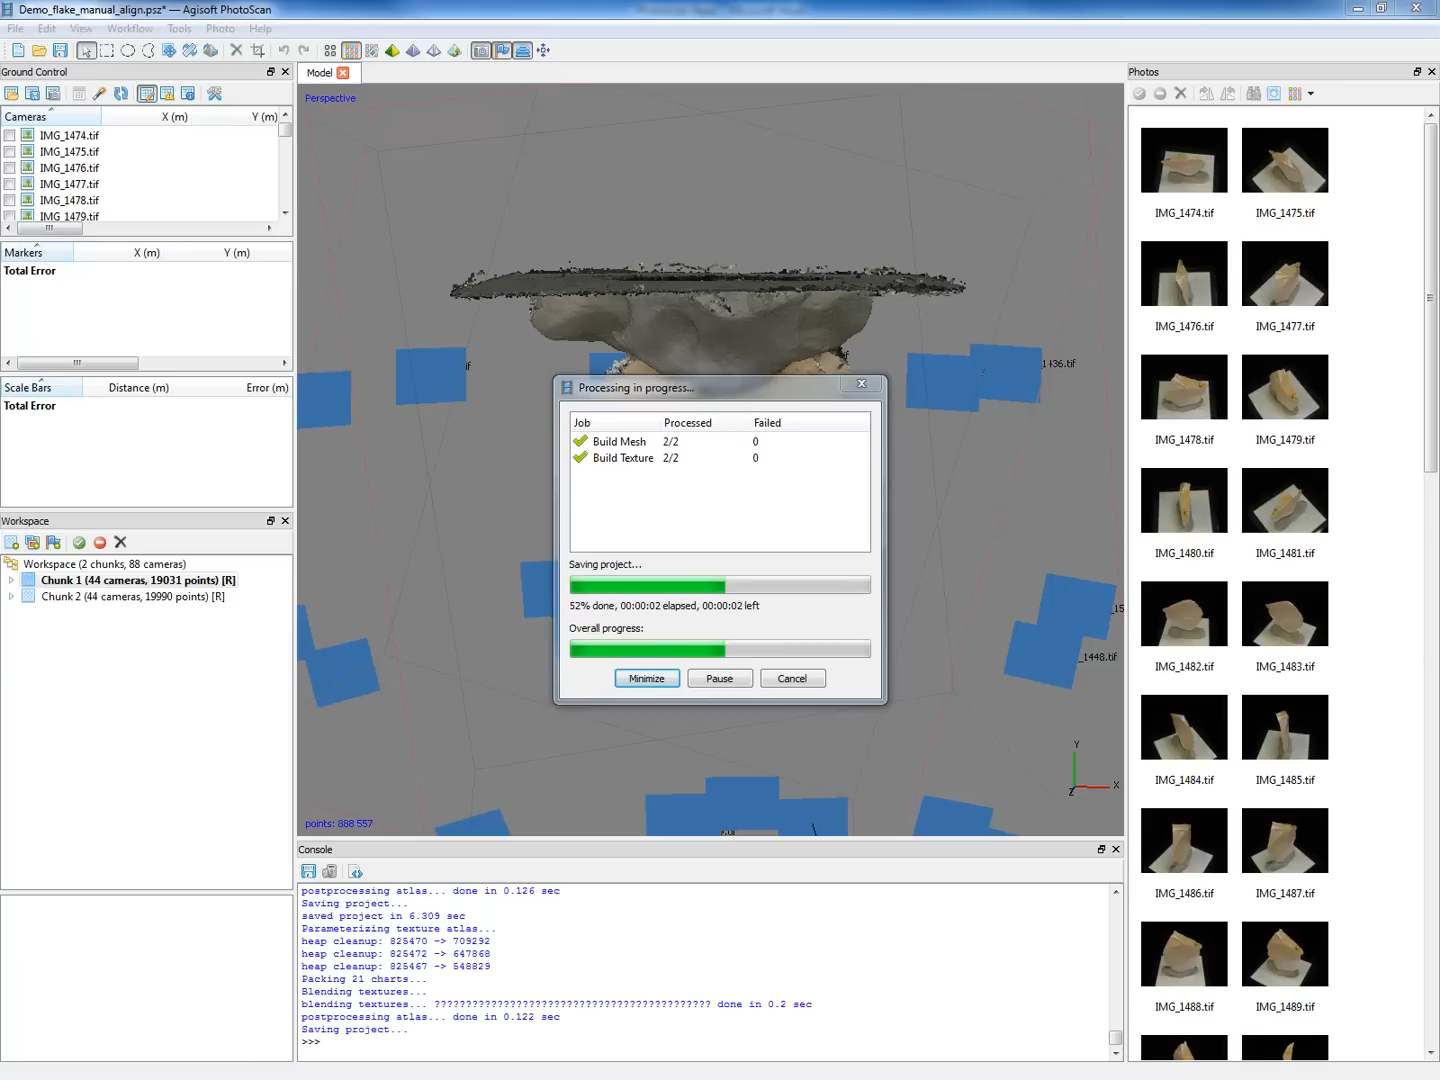 Demo_flake_manual_align.psz* — Agisoft PhotoScan
File Edit View Workflow Tools Photo Help
Ground Control
Cameras X (m) Y (m)
IMG_1474.tif
IMG_1475.tif
IMG_1476.tif
IMG_1477.tif
IMG_1478.tif
IMG_1479.tif
Markers X (m) Y (m)
Total Error
Scale Bars Distance (m) Error (m)
Total Error
Workspace
Workspace (2 chunks, 88 cameras)
Chunk 1 (44 cameras, 19031 points) [R]
Chunk 2 (44 cameras, 19990 points) [R]
Model
Perspective
1436.tif
_1448.tif
Y
X
Z
points: 888 557
Processing in progress...
Job Processed Failed
Build Mesh 2/2 0
Build Texture 2/2 0
Saving project...
52% done, 00:00:02 elapsed, 00:00:02 left
Overall progress:
Minimize Pause Cancel
Console
postprocessing atlas... done in 0.126 sec
Saving project...
saved project in 6.309 sec
Parameterizing texture atlas...
heap cleanup: 825470 -> 709292
heap cleanup: 825472 -> 647868
heap cleanup: 825467 -> 548829
Packing 21 charts...
Blending textures...
blending textures... ???????????????????????????????????????????? done in 0.2 sec
postprocessing atlas... done in 0.122 sec
Saving project...
>>>
Photos
IMG_1474.tif IMG_1475.tif
IMG_1476.tif IMG_1477.tif
IMG_1478.tif IMG_1479.tif
IMG_1480.tif IMG_1481.tif
IMG_1482.tif IMG_1483.tif
IMG_1484.tif IMG_1485.tif
IMG_1486.tif IMG_1487.tif
IMG_1488.tif IMG_1489.tif